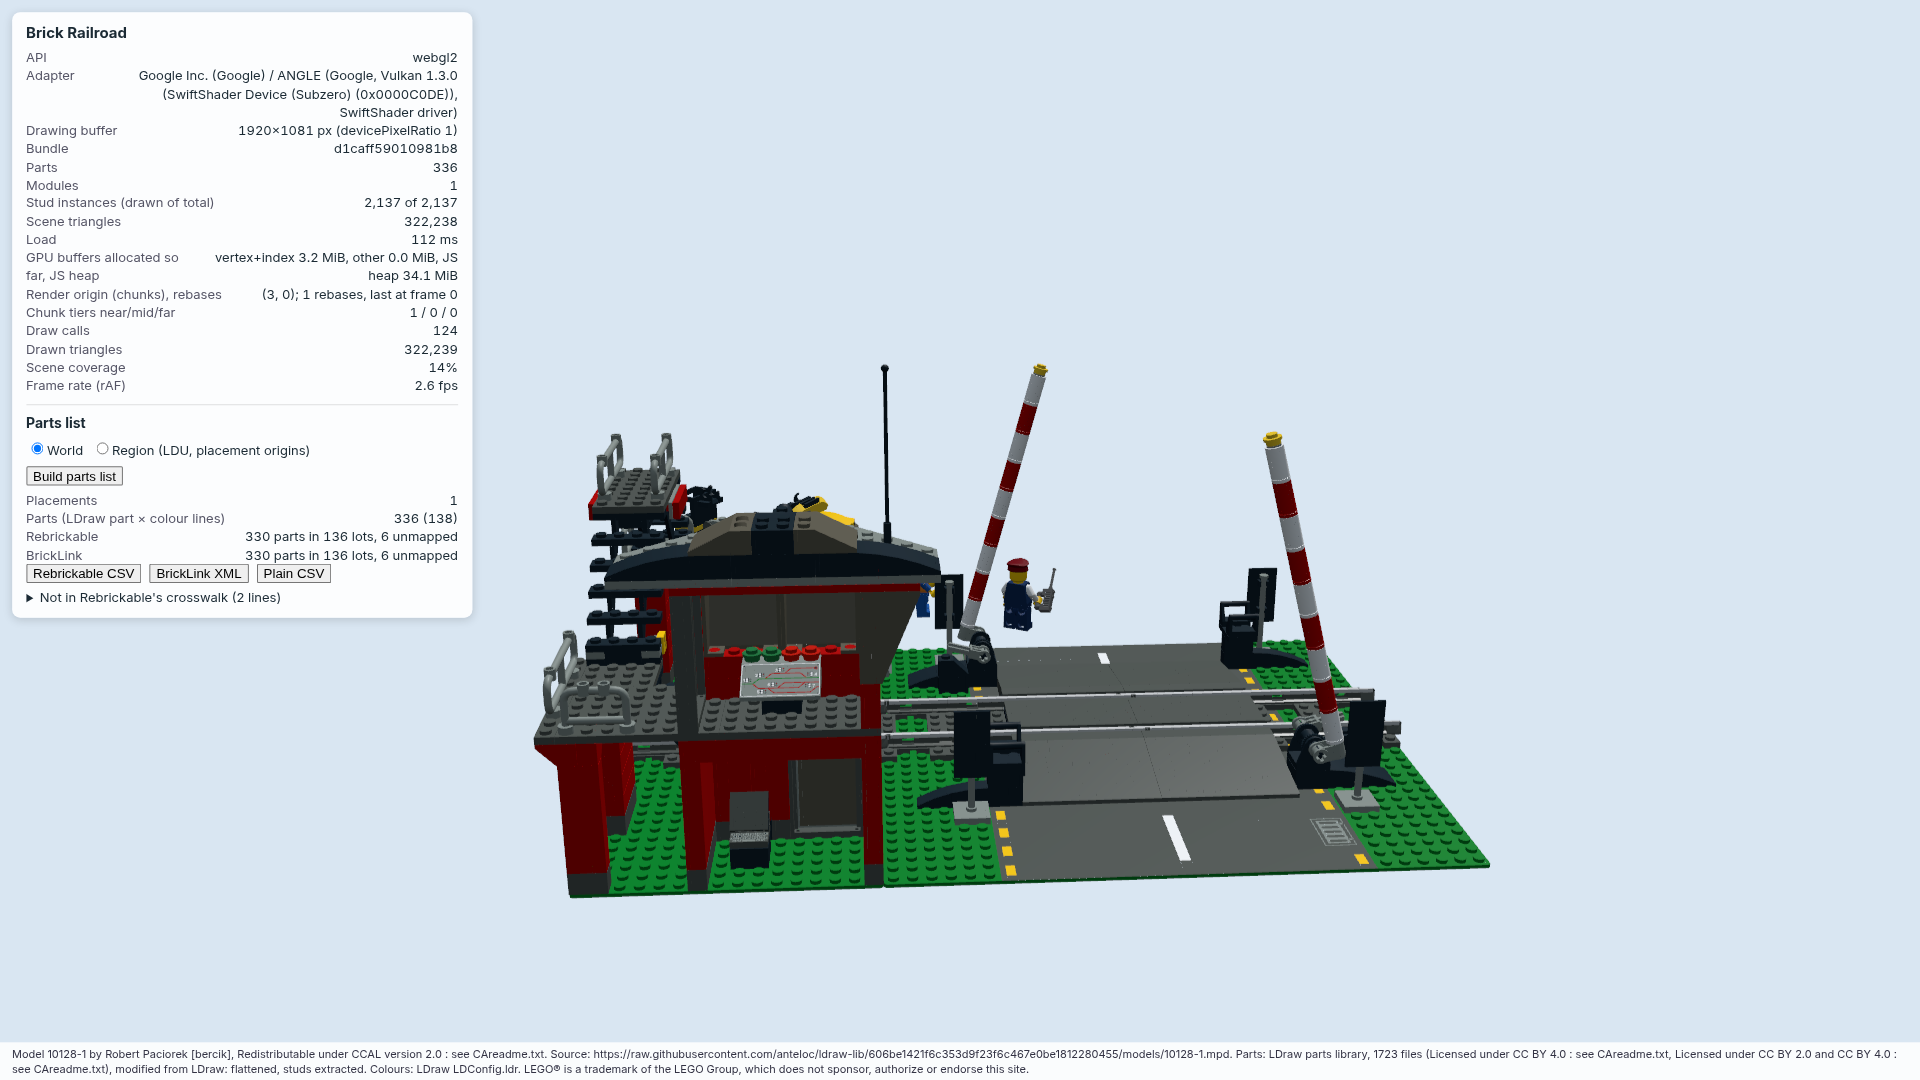 Brick Railroad
API webgl2
Adapter Google Inc. (Google) / ANGLE (Google, Vulkan 1.3.0
(SwiftShader Device (Subzero) (0x0000C0DE)),
SwiftShader driver)
Drawing buffer 1920×1081 px (devicePixelRatio 1)
Bundle d1caff59010981b8
Parts 336
Modules 1
Stud instances (drawn of total) 2,137 of 2,137
Scene triangles 322,238
Load 112 ms
GPU buffers allocated so vertex+index 3.2 MiB, other 0.0 MiB, JS
far, JS heap heap 34.1 MiB
Render origin (chunks), rebases (3, 0); 1 rebases, last at frame 0
Chunk tiers near/mid/far 1 / 0 / 0
Draw calls 124
Drawn triangles 322,239
Scene coverage 14%
Frame rate (rAF) 2.6 fps
Parts list
World Region (LDU, placement origins)
Build parts list
Placements 1
Parts (LDraw part × colour lines) 336 (138)
Rebrickable 330 parts in 136 lots, 6 unmapped
BrickLink 330 parts in 136 lots, 6 unmapped
Rebrickable CSV BrickLink XML Plain CSV
▶ Not in Rebrickable's crosswalk (2 lines)
Model 10128-1 by Robert Paciorek [bercik], Redistributable under CCAL version 2.0 : see CAreadme.txt. Source: https://raw.githubusercontent.com/anteloc/ldraw-lib/606be1421f6c353d9f23f6c467e0be1812280455/models/10128-1.mpd. Parts: LDraw parts library, 1723 files (Licensed under CC BY 4.0 : see CAreadme.txt, Licensed under CC BY 2.0 and CC BY 4.0 :
see CAreadme.txt), modified from LDraw: flattened, studs extracted. Colours: LDraw LDConfig.ldr. LEGO® is a trademark of the LEGO Group, which does not sponsor, authorize or endorse this site.